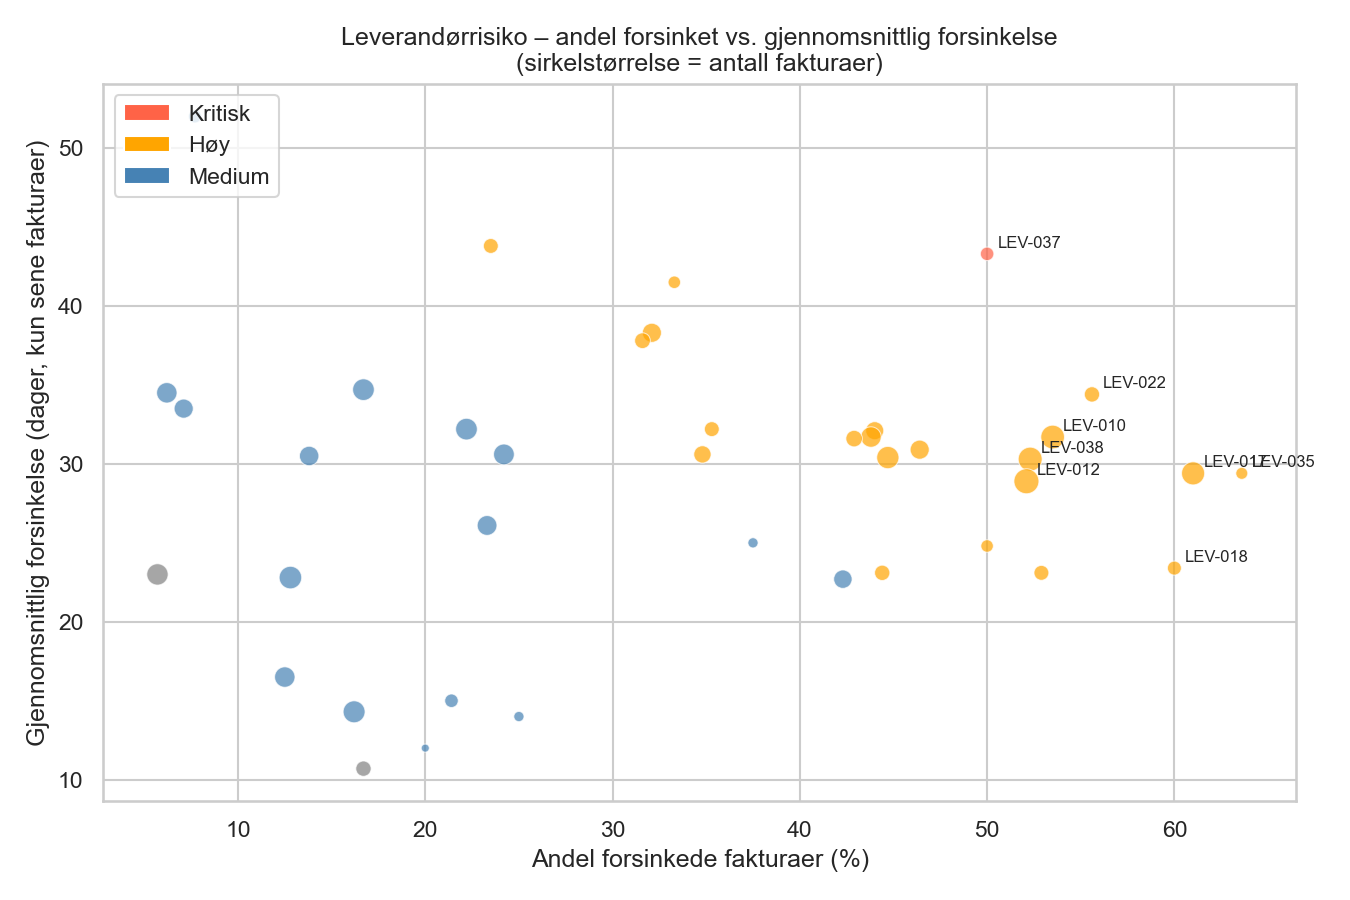 Leverandørrisiko – andel forsinket vs. gjennomsnittlig forsinkelse
(sirkelstørrelse = antall fakturaer)
Kritisk
Høy
Medium
Gjennomsnittlig forsinkelse (dager, kun sene fakturaer)
50
40
30
20
10
LEV-037
LEV-022
LEV-010
LEV-038
LEV-012
LEV-035
LEV-018
10
20
30
40
50
60
Andel forsinkede fakturaer (%)